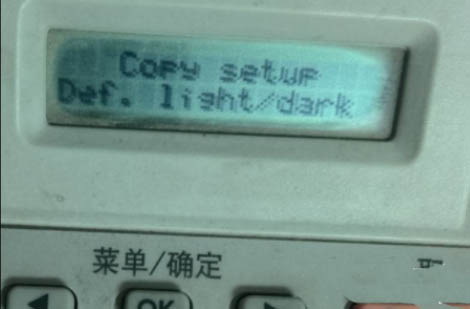 Copy setup
Def. light/dark
菜单/确定
OK